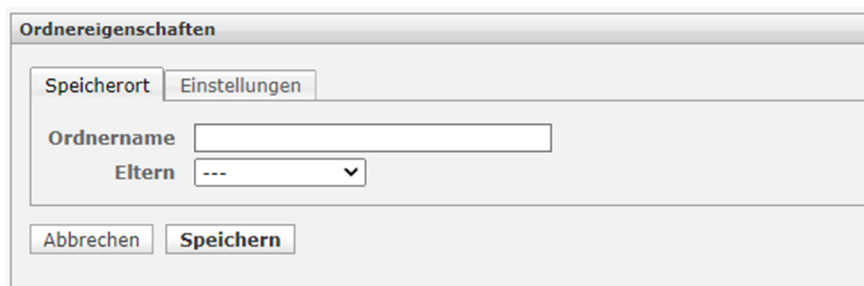 Ordnereigenschaften
Speicherort Einstellungen
Ordnername
Eltern ---
Abbrechen Speichern